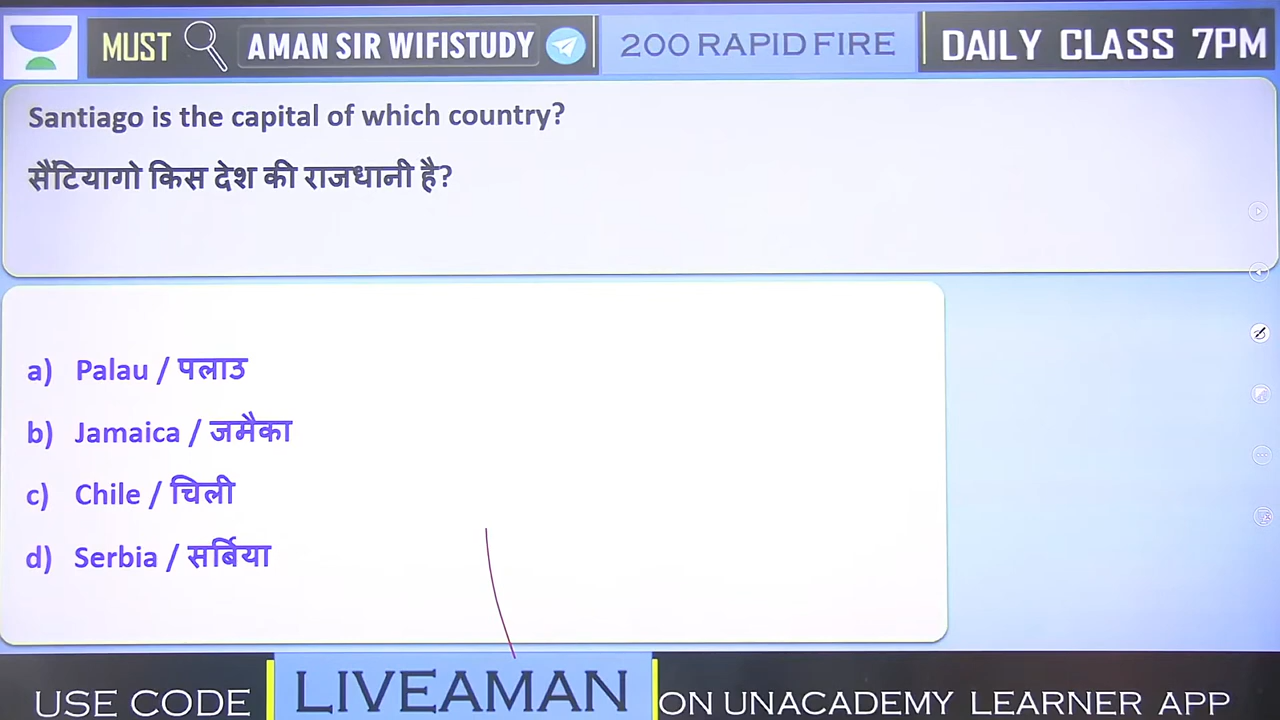 MUST AMAN SIR WIFISTUDY 200 RAPID FIRE DAILY CLASS 7PM
Santiago is the capital of which country?
सैंटियागो किस देश की राजधानी है?
a) Palau / पलाउ
b) Jamaica / जमैका
c) Chile / चिली
d) Serbia / सर्बिया
USE CODE LIVEAMAN ON UNACADEMY LEARNER APP